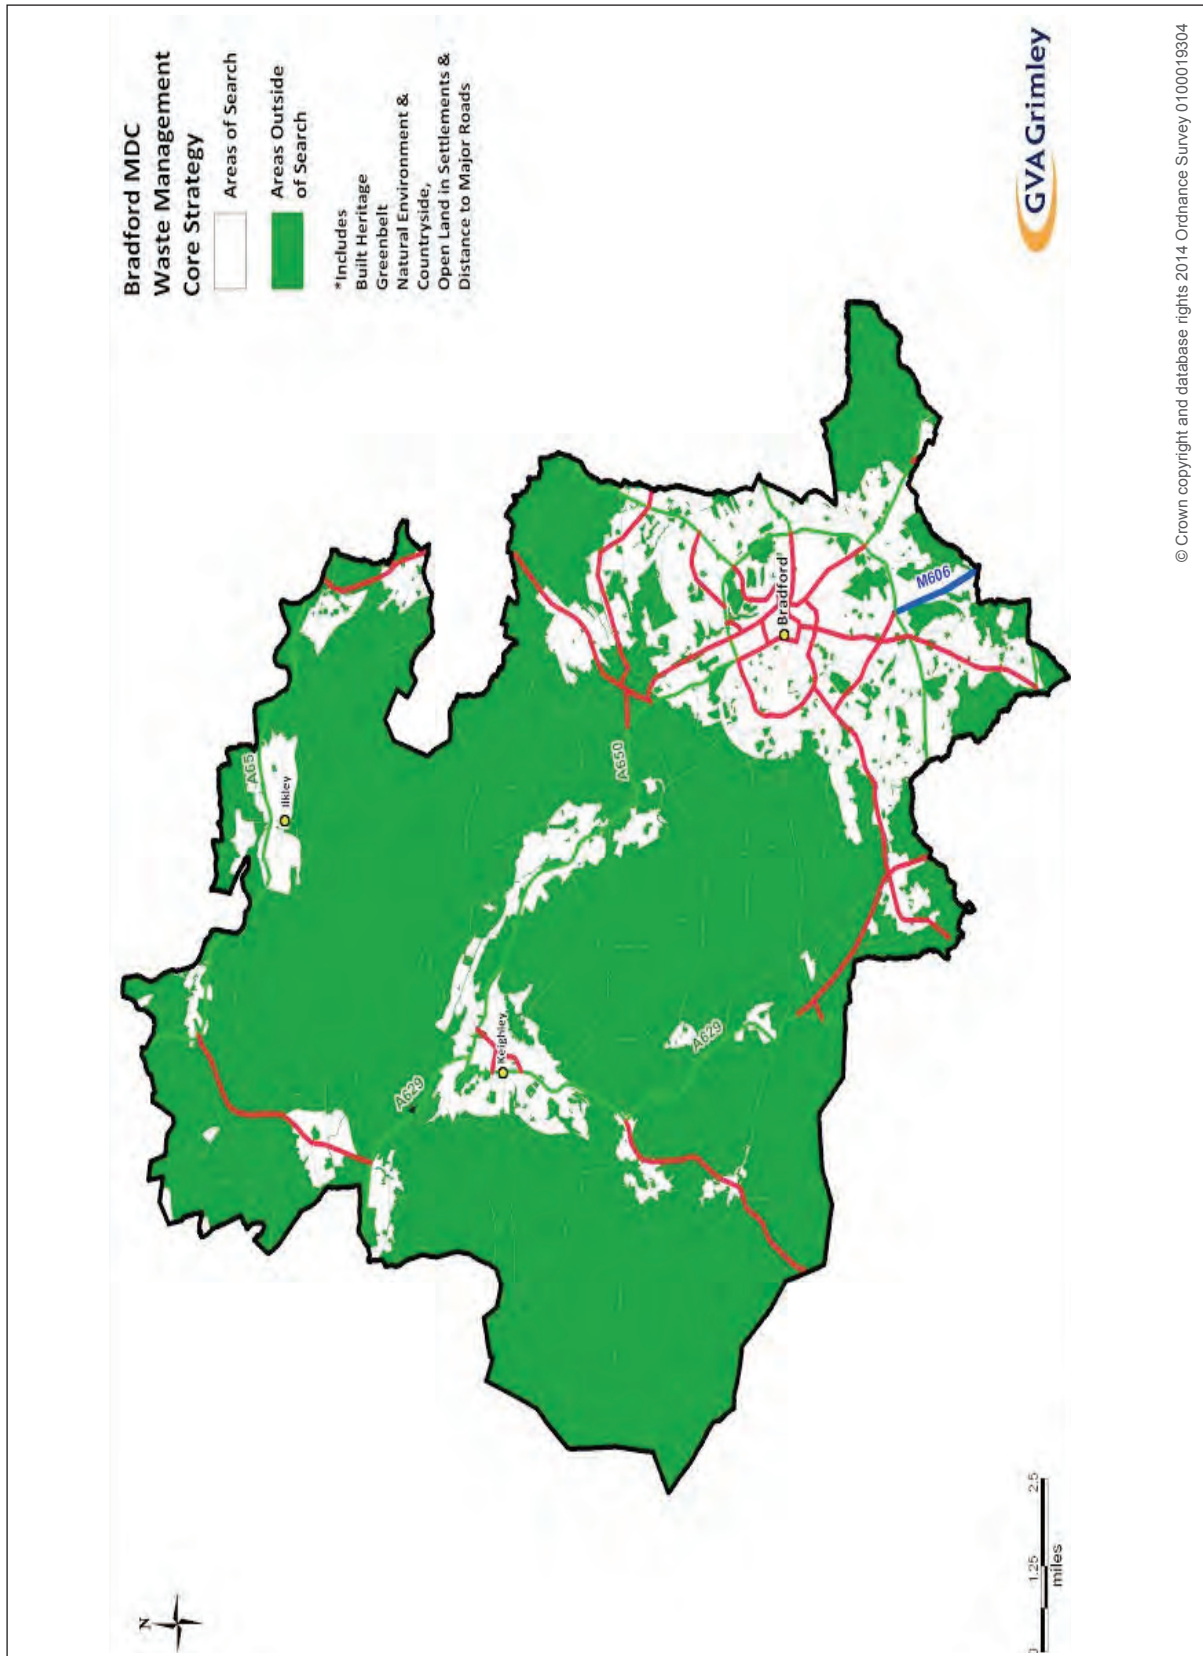 Bradford MDC
Waste Management
Core Strategy
Areas of Search
Areas Outside
of Search
*Includes
Built Heritage
Greenbelt
Natural Environment &
Countryside,
Open Land in Settlements &
Distance to Major Roads
N
A65
Ilkley
A629
Keighley
A650
A629
Bradford
M606
0 1.25 2.5
miles
GVA Grimley
© Crown copyright and database rights 2014 Ordnance Survey 0100019304